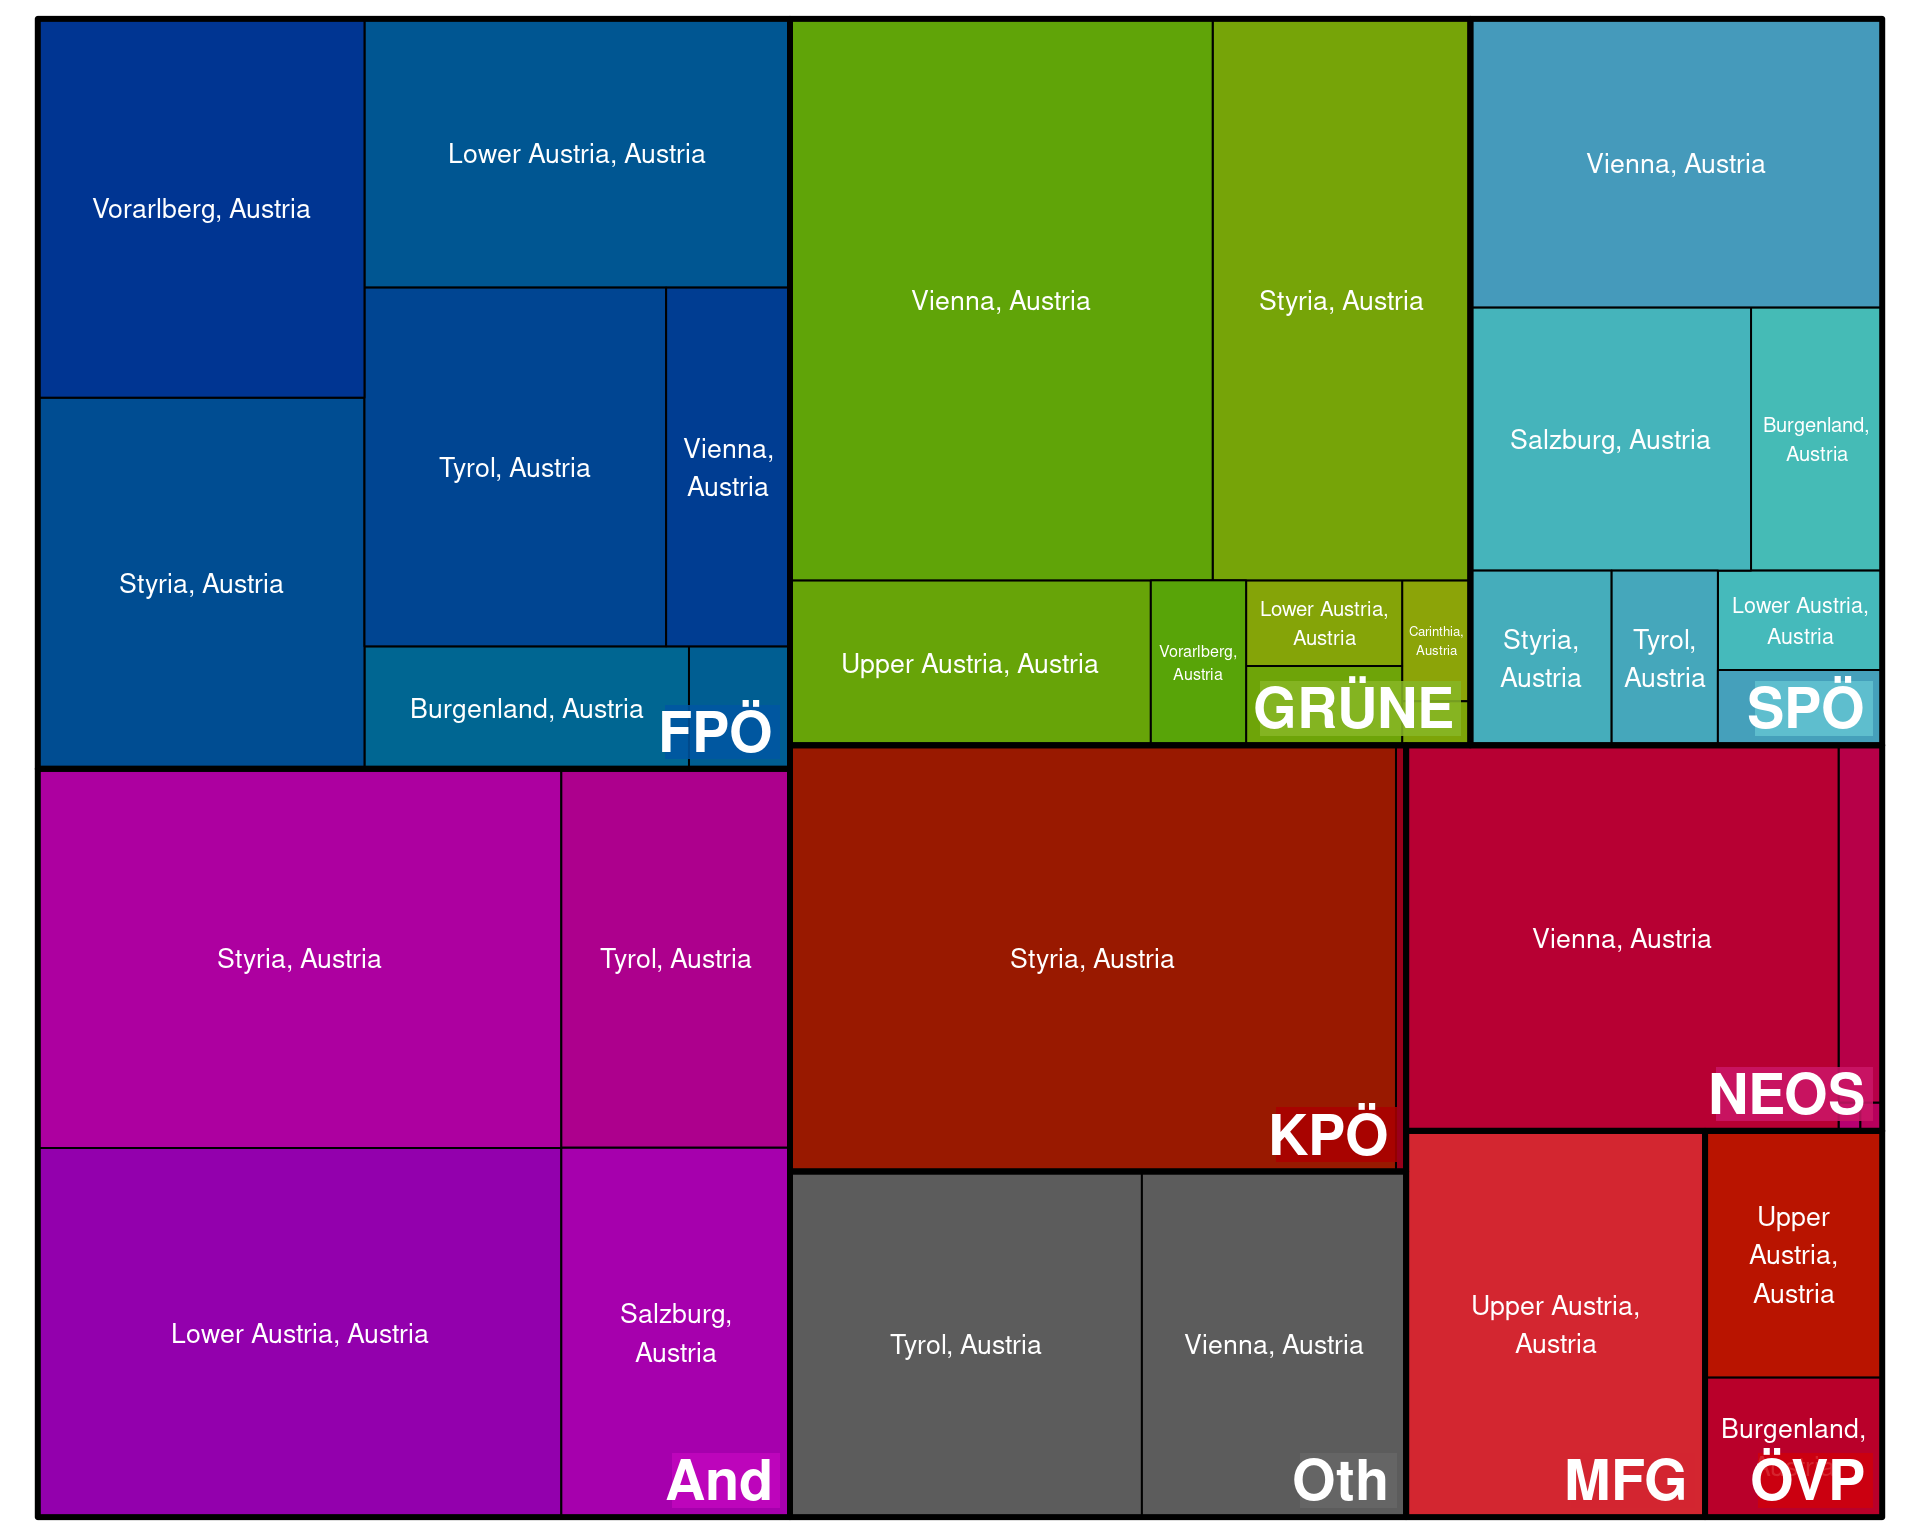 Vorarlberg, Austria
Lower Austria, Austria
Styria, Austria
Tyrol, Austria
Vienna,
Austria
Burgenland, Austria
FPÖ
Vienna, Austria
Styria, Austria
Upper Austria, Austria
Vorarlberg,
Austria
Lower Austria,
Austria
Carinthia,
Austria
GRÜNE
Vienna, Austria
Salzburg, Austria
Burgenland,
Austria
Styria,
Austria
Tyrol,
Austria
Lower Austria,
Austria
SPÖ
Styria, Austria
Tyrol, Austria
Lower Austria, Austria
Salzburg,
Austria
And
Styria, Austria
KPÖ
Vienna, Austria
NEOS
Tyrol, Austria
Vienna, Austria
Oth
Upper Austria,
Austria
MFG
Upper
Austria,
Austria
Burgenland,
ÖVP